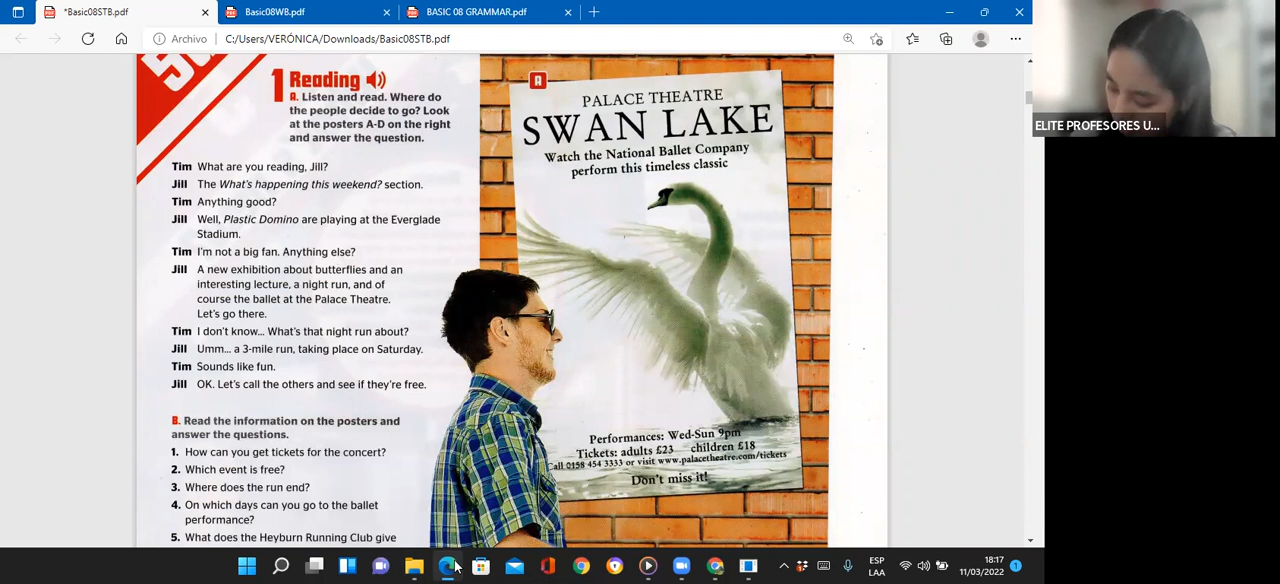 *Basic08STB.pdf
Basic08WB.pdf
BASIC 08 GRAMMAR.pdf
Archivo
C:/Users/VERÓNICA/Downloads/Basic08STB.pdf
1 Reading
A. Listen and read. Where do
the people decide to go? Look
at the posters A-D on the right
and answer the question.
Tim What are you reading, Jill?
Jill The What's happening this weekend? section.
Tim Anything good?
Jill Well, Plastic Domino are playing at the Everglade
Stadium.
Tim I'm not a big fan. Anything else?
Jill A new exhibition about butterflies and an
interesting lecture, a night run, and of
course the ballet at the Palace Theatre.
Let's go there.
Tim I don't know... What's that night run about?
Jill Umm... a 3-mile run, taking place on Saturday.
Tim Sounds like fun.
Jill OK. Let's call the others and see if they're free.
B. Read the information on the posters and
answer the questions.
1. How can you get tickets for the concert?
2. Which event is free?
3. Where does the run end?
4. On which days can you go to the ballet
performance?
5. What does the Heyburn Running Club give
A
PALACE THEATRE
SWAN LAKE
Watch the National Ballet Company
perform this timeless classic
Performances: Wed-Sun 9pm
Tickets: adults £23 children £18
Call 0158 454 3333 or visit www.palacetheatre.com/tickets
Don't miss it!
ELITE PROFESORES U...
ESP
LAA
18:17
11/03/2022
1